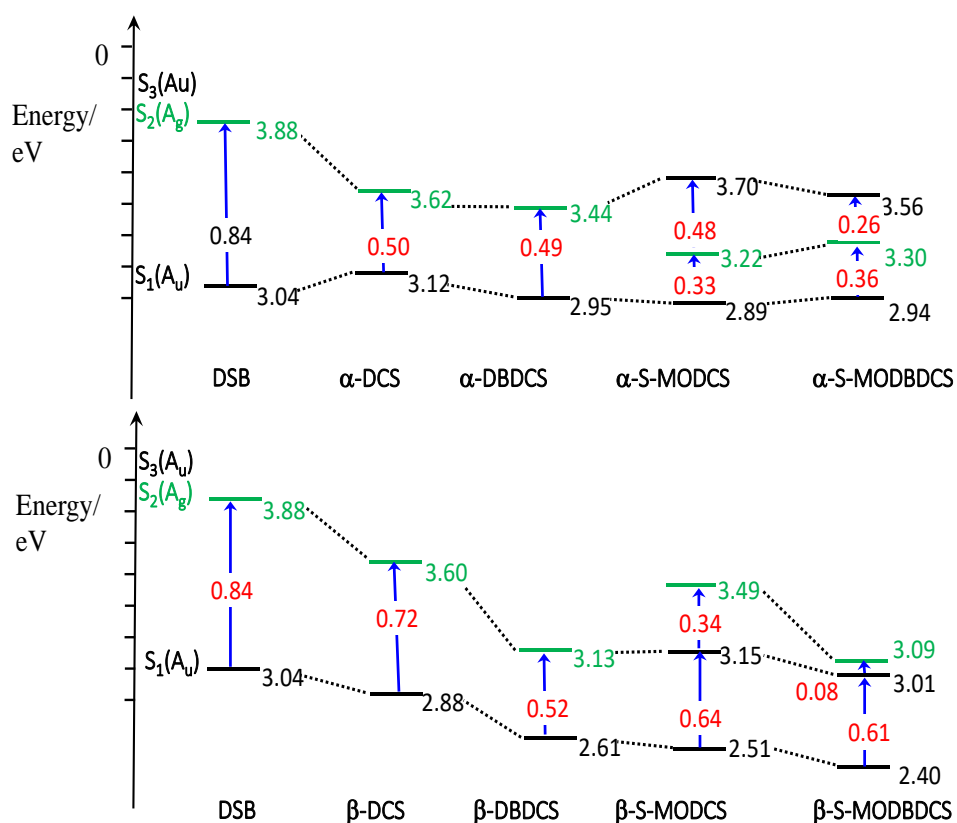 0
S₃(Au)
Energy/
eV
S₂(A_g)
3.88
3.62
3.44
3.70
3.56
0.84
0.50
0.49
0.48
0.26
3.22
3.30
0.33
0.36
S₁(A_u)
3.04
3.12
2.95
2.89
2.94
DSB
α-DCS
α-DBDCS
α-S-MODCS
α-S-MODBDCS
0
S₃(A_u)
Energy/
eV
S₂(A_g)
3.88
3.60
3.13
3.49
3.09
0.84
0.72
0.52
0.34
3.15
3.01
0.08
0.64
0.61
S₁(A_u)
3.04
2.88
2.61
2.51
2.40
DSB
β-DCS
β-DBDCS
β-S-MODCS
β-S-MODBDCS